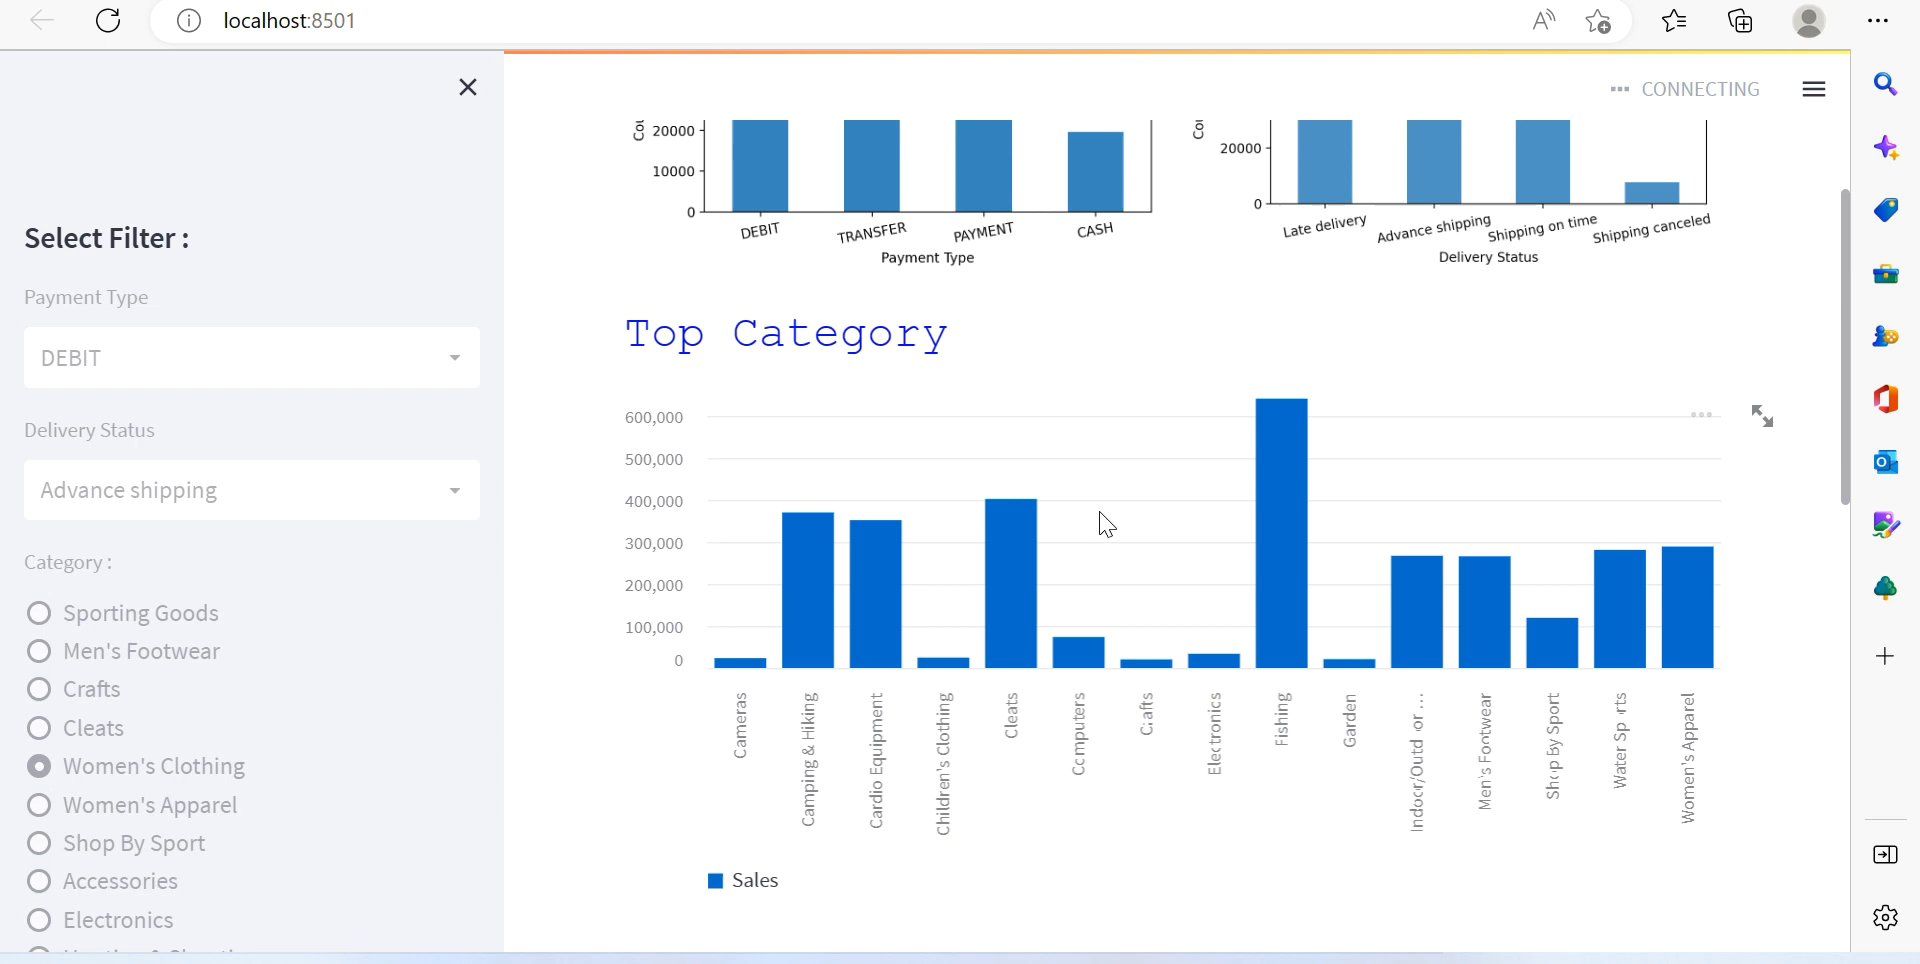 localhost:8501
CONNECTING
Select Filter :
Payment Type
DEBIT
Delivery Status
Advance shipping
Category :
Sporting Goods
Men's Footwear
Crafts
Cleats
Women's Clothing
Women's Apparel
Shop By Sport
Accessories
Electronics
20000
10000
0
DEBIT
TRANSFER
PAYMENT
CASH
Payment Type
20000
0
Late delivery
Advance shipping
Shipping on time
Shipping canceled
Delivery Status
Top Category
600,000
500,000
400,000
300,000
200,000
100,000
0
Cameras
Camping & Hiking
Cardio Equipment
Children's Clothing
Cleats
Computers
Crafts
Electronics
Fishing
Garden
Indoor/Outdoor ...
Men's Footwear
Shop By Sport
Water Sports
Women's Apparel
Sales